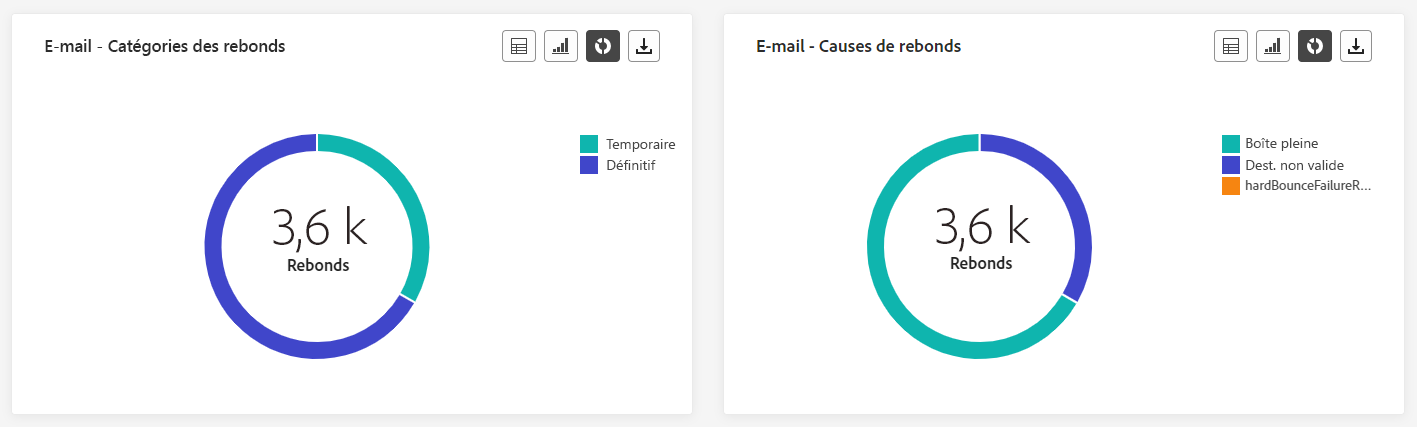 E-mail - Catégories des rebonds
Temporaire
Définitif
3,6 k
Rebonds
E-mail - Causes de rebonds
Boîte pleine
Dest. non valide
hardBounceFailureR...
3,6 k
Rebonds